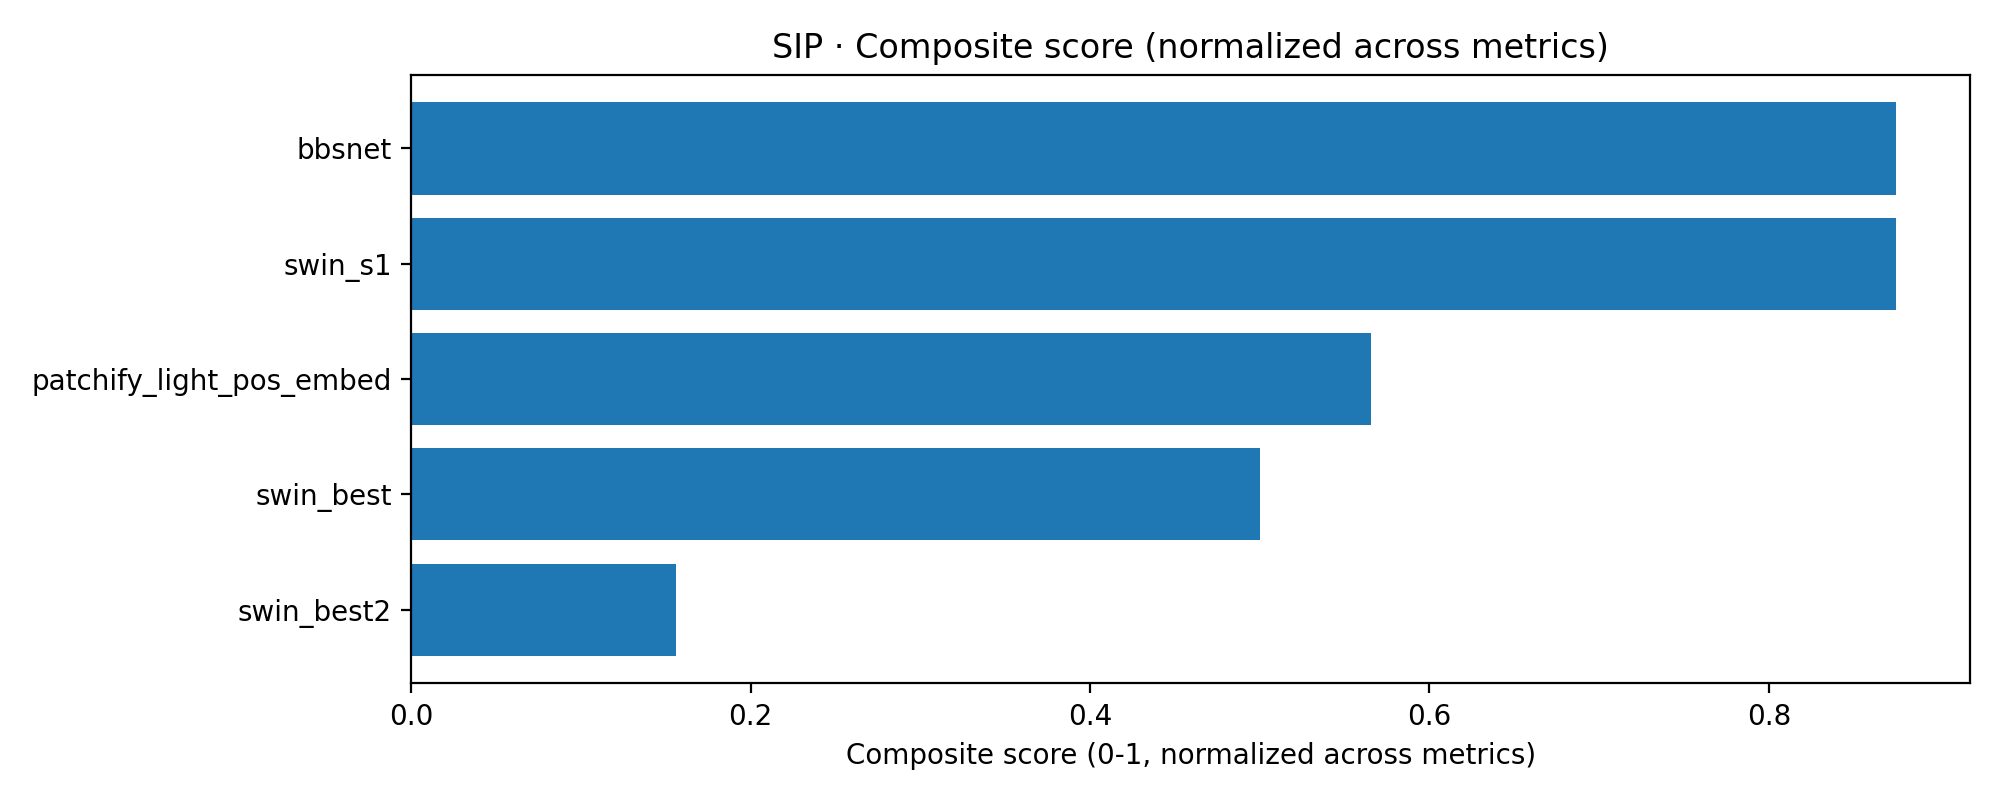 SIP · Composite score (normalized across metrics)
bbsnet
swin_s1
patchify_light_pos_embed
swin_best
swin_best2
0.0 0.2 0.4 0.6 0.8
Composite score (0-1, normalized across metrics)